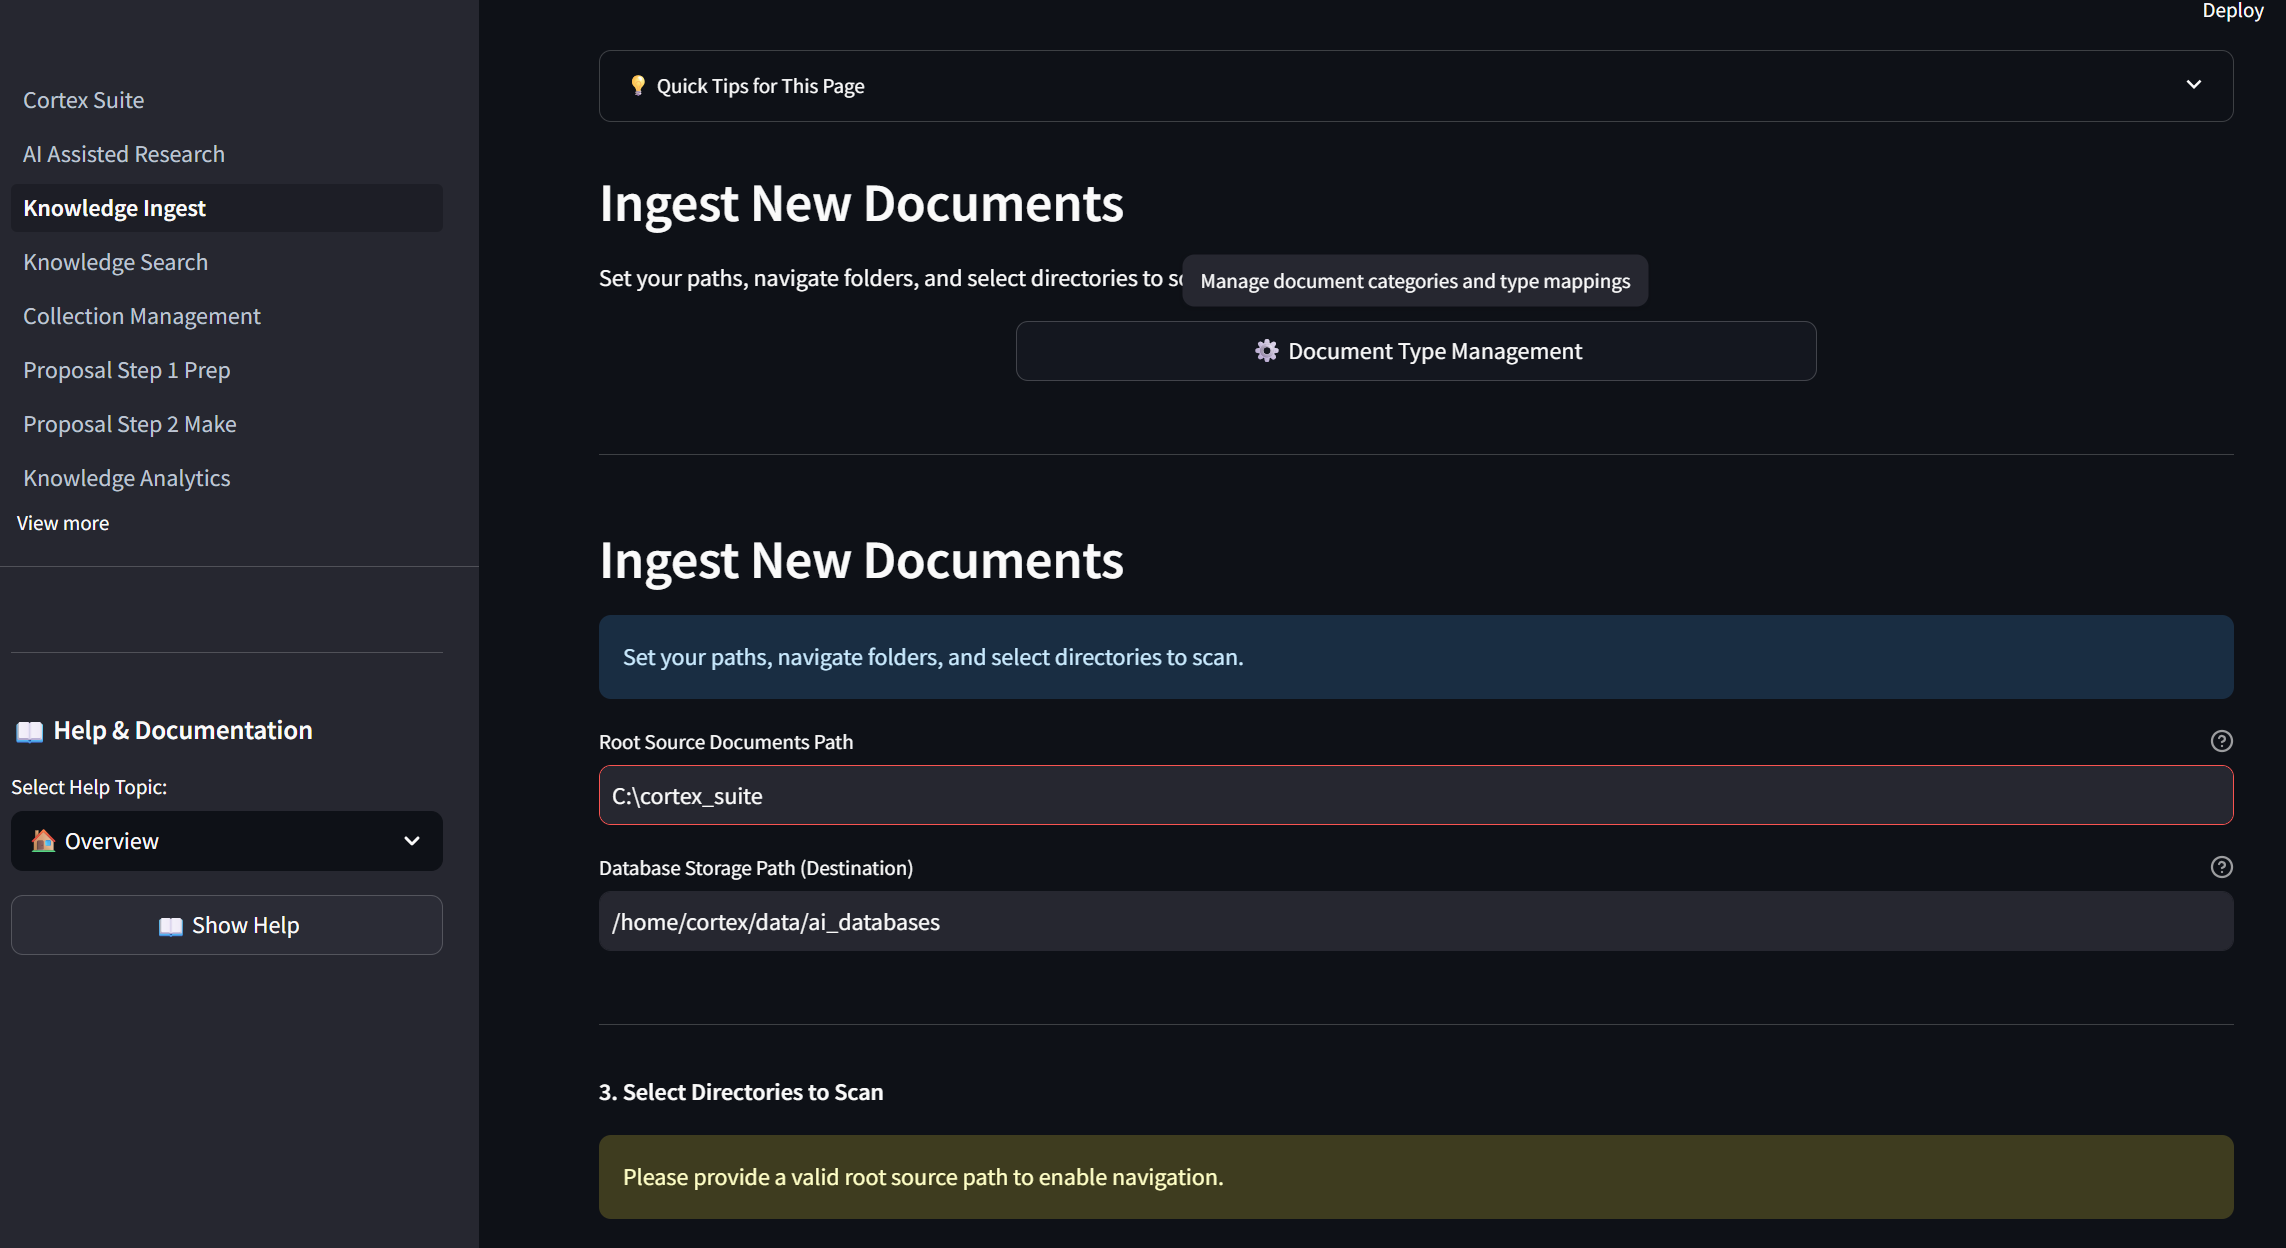 Deploy
Cortex Suite
AI Assisted Research
Knowledge Ingest
Knowledge Search
Collection Management
Proposal Step 1 Prep
Proposal Step 2 Make
Knowledge Analytics
View more
Help & Documentation
Select Help Topic:
Overview
Show Help
Quick Tips for This Page
Ingest New Documents
Set your paths, navigate folders, and select directories to
Manage document categories and type mappings
Document Type Management
Ingest New Documents
Set your paths, navigate folders, and select directories to scan.
Root Source Documents Path
C:\cortex_suite
Database Storage Path (Destination)
/home/cortex/data/ai_databases
3. Select Directories to Scan
Please provide a valid root source path to enable navigation.